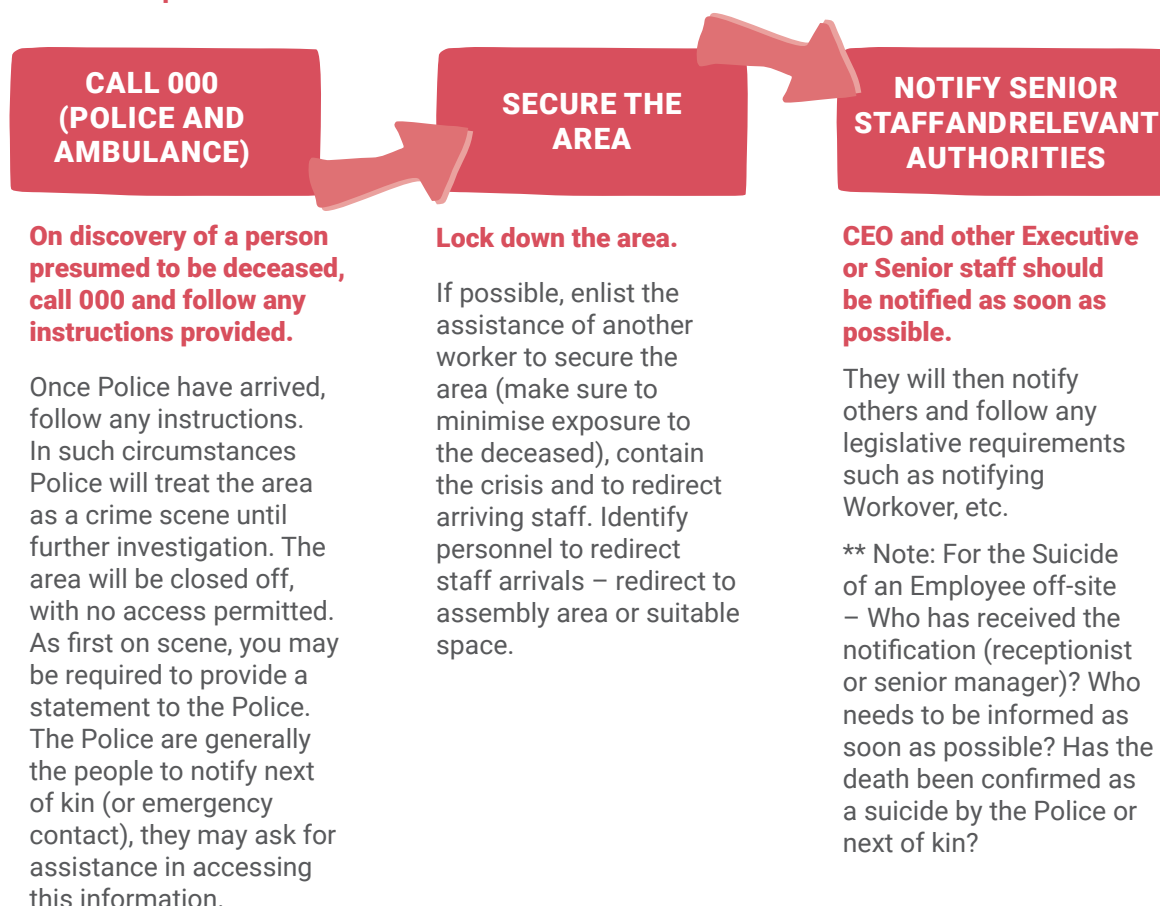 CALL 000
(POLICE AND
AMBULANCE)
On discovery of a person
presumed to be deceased,
call 000 and follow any
instructions provided.
Once Police have arrived,
follow any instructions.
In such circumstances
Police will treat the area
as a crime scene until
further investigation. The
area will be closed off,
with no access permitted.
As first on scene, you may
be required to provide a
statement to the Police.
The Police are generally
the people to notify next
of kin (or emergency
contact), they may ask for
assistance in accessing
this information.
SECURE THE
AREA
Lock down the area.
If possible, enlist the
assistance of another
worker to secure the
area (make sure to
minimise exposure to
the deceased), contain
the crisis and to redirect
arriving staff. Identify
personnel to redirect
staff arrivals – redirect to
assembly area or suitable
space.
NOTIFY SENIOR
STAFFANDRELEVANT
AUTHORITIES
CEO and other Executive
or Senior staff should
be notified as soon as
possible.
They will then notify
others and follow any
legislative requirements
such as notifying
Workover, etc.
** Note: For the Suicide
of an Employee off-site
– Who has received the
notification (receptionist
or senior manager)? Who
needs to be informed as
soon as possible? Has the
death been confirmed as
a suicide by the Police or
next of kin?